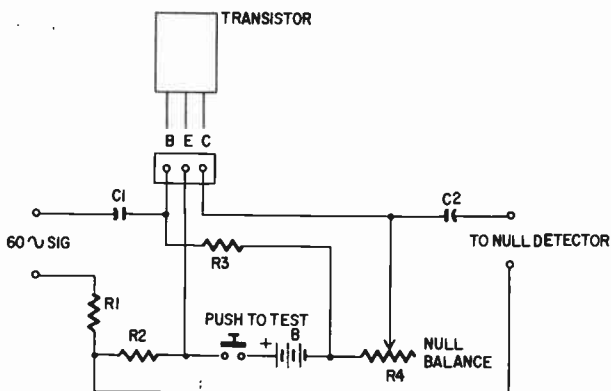 TRANSISTOR
B E C
C1
C2
60 ∿ SIG
TO NULL DETECTOR
R3
R1
PUSH TO TEST
R2
+ B
NULL
BALANCE
R4